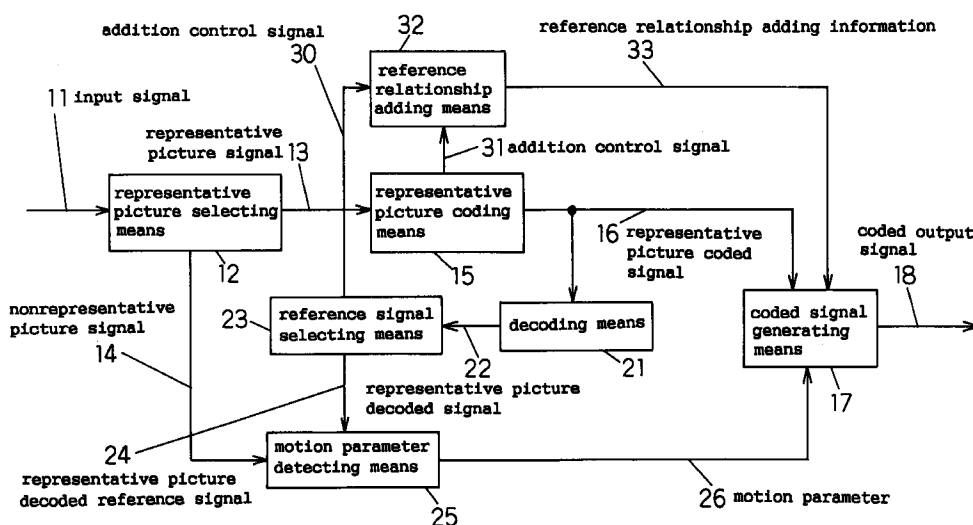 addition control signal
30
32
reference relationship adding information
33
reference
relationship
adding means
11 input signal
representative
picture signal
13
31 addition control signal
representative
picture selecting
means
12
representative
picture coding
means
15
16
representative
picture coded
signal
coded output
signal
18
nonrepresentative
picture signal
14
23
reference signal
selecting means
22
decoding means
21
coded signal
generating
means
17
representative picture
decoded signal
24
motion parameter
detecting means
25
representative picture
decoded reference signal
26 motion parameter